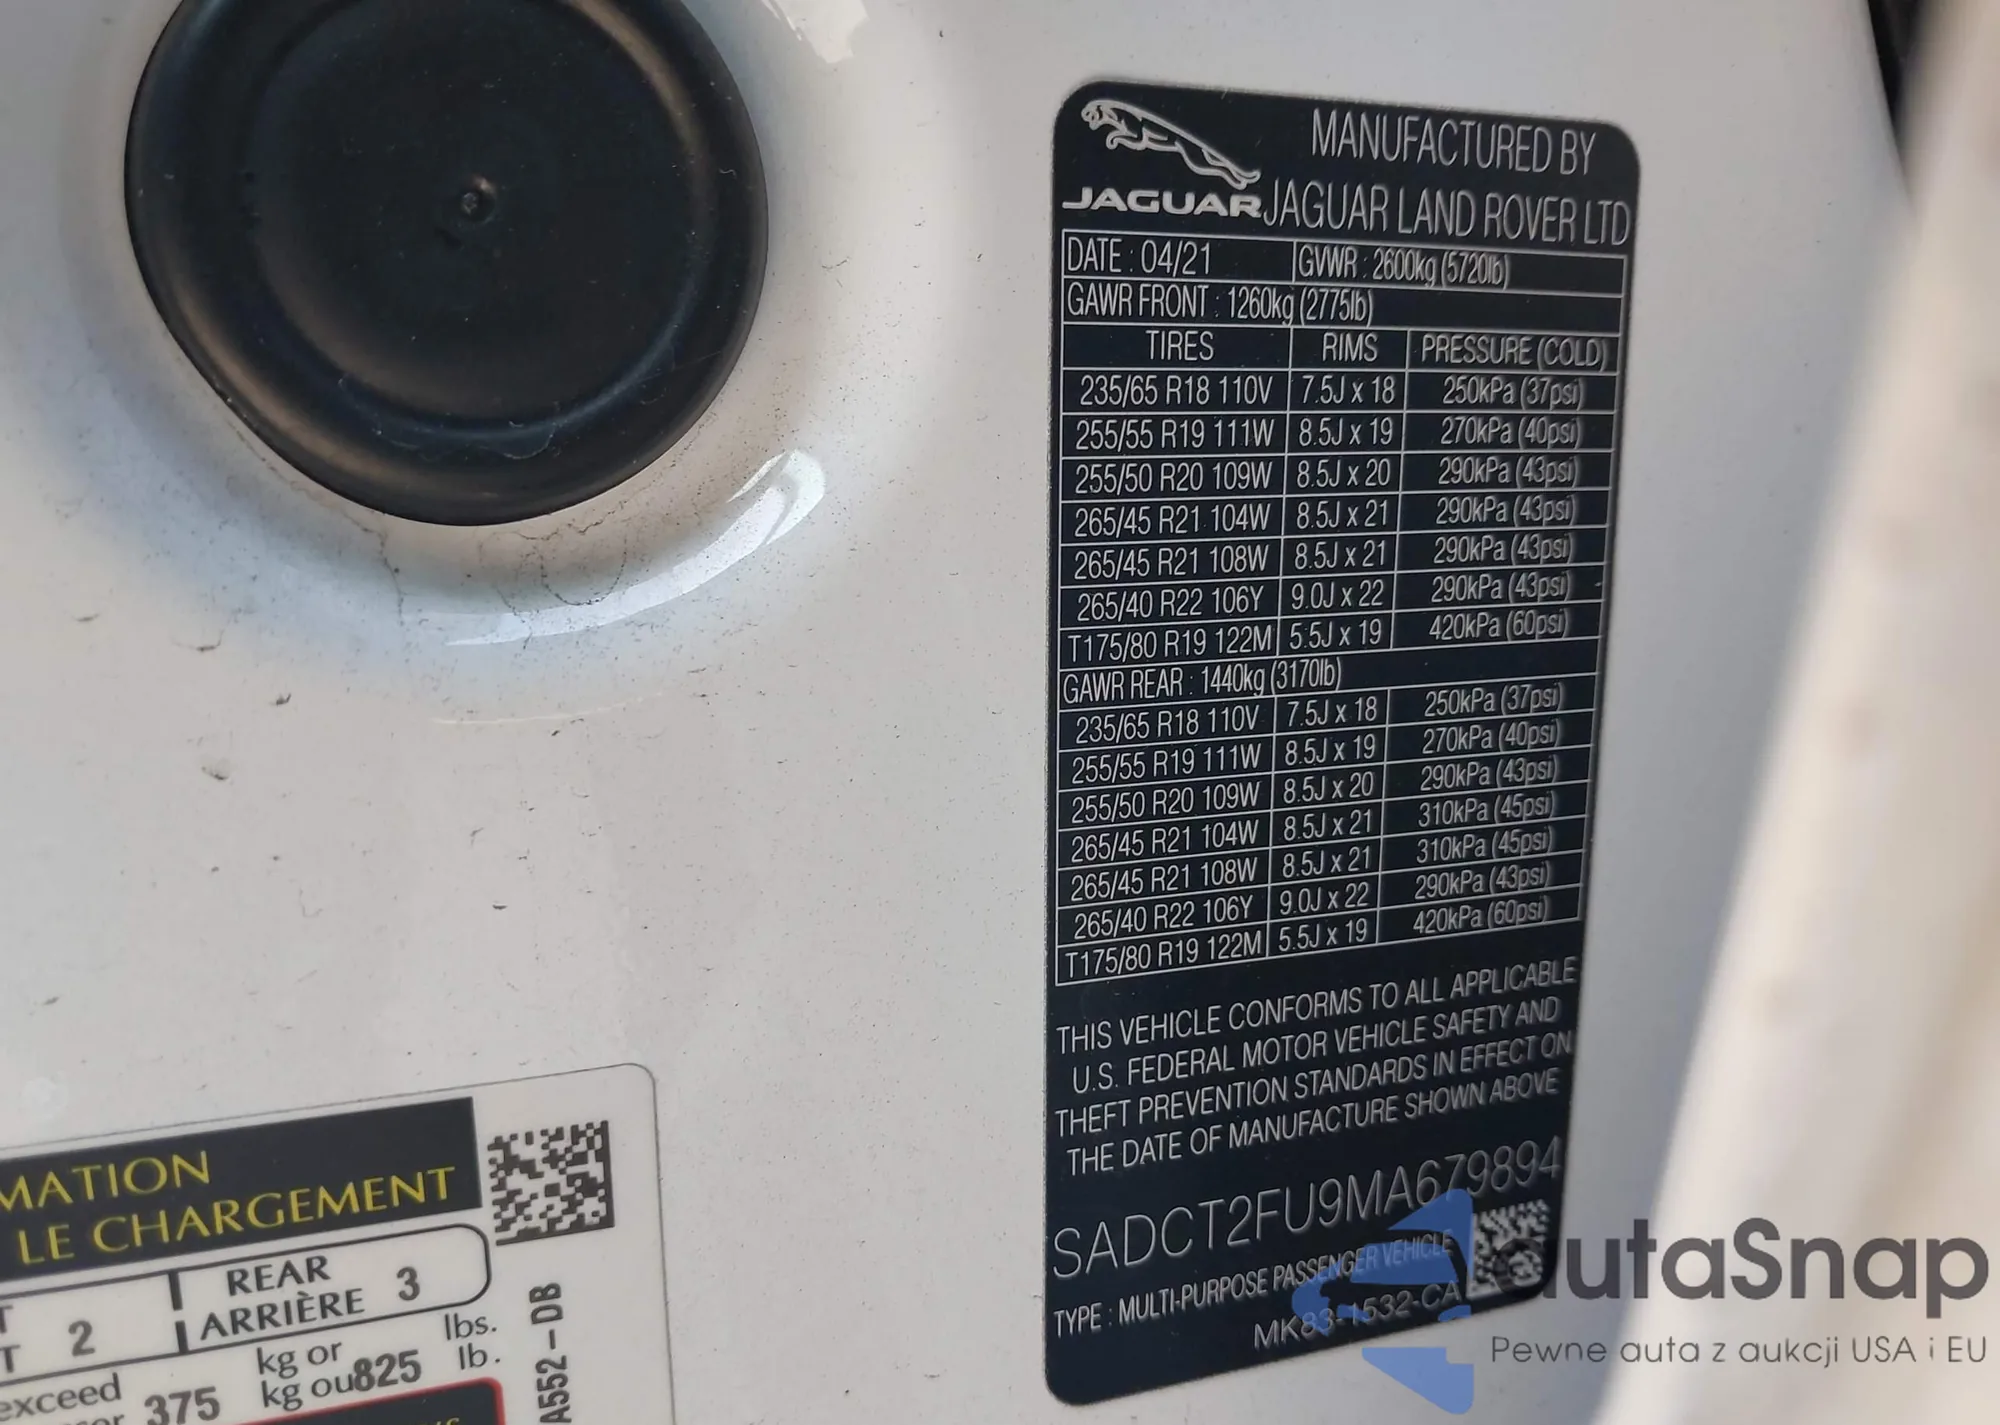 JAGUAR
MANUFACTURED BY
JAGUAR LAND ROVER LTD
DATE : 04/21 GVWR : 2600kg (5720lb)
GAWR FRONT : 1260kg (2775lb)
TIRES RIMS PRESSURE (COLD)
235/65 R18 110V 7.5J x 18 250kPa (37psi)
255/55 R19 111W 8.5J x 19 270kPa (40psi)
255/50 R20 109W 8.5J x 20 290kPa (43psi)
265/45 R21 104W 8.5J x 21 290kPa (43psi)
265/45 R21 108W 8.5J x 21 290kPa (43psi)
265/40 R22 106Y 9.0J x 22 290kPa (43psi)
T175/80 R19 122M 5.5J x 19 420kPa (60psi)
GAWR REAR : 1440kg (3170lb)
235/65 R18 110V 7.5J x 18 250kPa (37psi)
255/55 R19 111W 8.5J x 19 270kPa (40psi)
255/50 R20 109W 8.5J x 20 290kPa (43psi)
265/45 R21 104W 8.5J x 21 310kPa (45psi)
265/45 R21 108W 8.5J x 21 310kPa (45psi)
265/40 R22 106Y 9.0J x 22 290kPa (43psi)
T175/80 R19 122M 5.5J x 19 420kPa (60psi)
THIS VEHICLE CONFORMS TO ALL APPLICABLE
U.S. FEDERAL MOTOR VEHICLE SAFETY AND
THEFT PREVENTION STANDARDS IN EFFECT ON
THE DATE OF MANUFACTURE SHOWN ABOVE
SADCT2FU9MA679894
TYPE : MULTI-PURPOSE PASSENGER VEHICLE
MK83-1532-CA
MATION
LE CHARGEMENT
REAR
2 ARRIÈRE 3
kg or lbs.
exceed 375 kg ou 825 lb.
A552-DB
autaSnap
Pewne auta z aukcji USA i EU